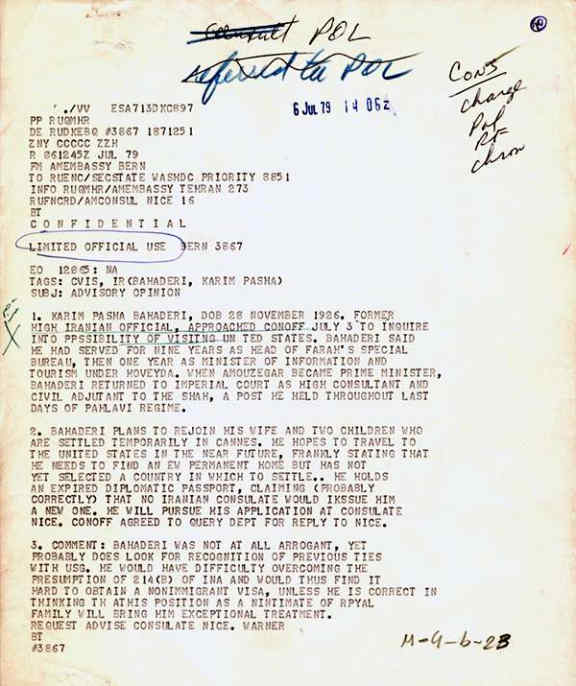 consult POL
referred to POL
6 Jul 79 14 06z
CONS
charge
Pol
RF
chron
./VV ESA713DKC897
PP RUQMHR
DE RUDKEBQ #3867 1871251
ZNY CCCCC ZZH
R 061245Z JUL 79
FM AMEMBASSY BERN
TO RUENC/SECSTATE WASHDC PRIORITY 8851
INFO RUQMHR/AMEMBASSY TEHRAN 273
RUFNCRD/AMCONSUL NICE 16
BT
C O N F I D E N T I A L
LIMITED OFFICIAL USE BERN 3867
EO 12065: NA
TAGS: CVIS, IR(BAHADERI, KARIM PASHA)
SUBJ: ADVISORY OPINION
1. KARIM PASHA BAHADERI, DOB 28 NOVEMBER 1926, FORMER
HIGH IRANIAN OFFICIAL, APPROACHED CONOFF JULY 3 TO INQUIRE
INTO PPSSIBILITY OF VISIING UN TED STATES. BAHADERI SAID
HE HAD SERVED FOR NINE YEARS AS HEAD OF FARAH'S SPECIAL
BUREAU, THEN ONE YEAR AS MINISTER OF INFORMATION AND
TOURISM UNDER HOVEYDA. WHEN AMOUZEGAR BECAME PRIME MINISTER,
BAHADERI RETURNED TO IMPERIAL COURT AS HIGH CONSULTANT AND
CIVIL ADJUTANT TO THE SHAH, A POST HE HELD THROUGHOUT LAST
DAYS OF PAHLAVI REGIME.
2. BAHADERI PLANS TO REJOIN HIS WIFE AND TWO CHILDREN WHO
ARE SETTLED TEMPORARILY IN CANNES. HE HOPES TO TRAVEL TO
THE UNITED STATES IN THE NEAR FUTURE, FRANKLY STATING THAT
HE NEEDS TO FIND AN EW PERMANENT HOME BUT HAS NOT
YET SELECTED A COUNTRY IN WHICH TO SETTLE.. HE HOLDS
AN EXPIRED DIPLOMATIC PASSPORT, CLAIMING (PROBABLY
CORRECTLY) THAT NO IRANIAN CONSULATE WOULD IKSSUE HIM
A NEW ONE. HE WILL PURSUE HIS APPLICATION AT CONSULATE
NICE. CONOFF AGREED TO QUERY DEPT FOR REPLY TO NICE.
3. COMMENT: BAHADERI WAS NOT AT ALL ARROGANT, YET
PROBABLY DOES LOOK FOR RECOGNITION OF PREVIOUS TIES
WITH USG. HE WOULD HAVE DIFFICULTY OVERCOMING THE
PRESUMPTION OF 214(B) OF INA AND WOULD THUS FIND IT
HARD TO OBTAIN A NONIMMIGRANT VISA, UNLESS HE IS CORRECT IN
THINKING TH ATHIS POSITION AS A NINTIMATE OF RPYAL
FAMILY WILL BRING HIM EXCEPTIONAL TREATMENT.
REQUEST ADVISE CONSULATE NICE. WARNER
BT
#3867
M-9-6-23